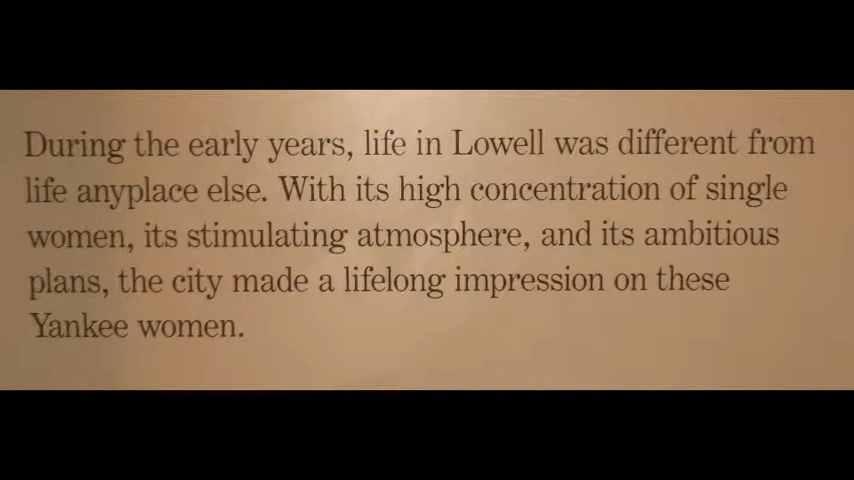 During the early years, life in Lowell was different from
life anyplace else. With its high concentration of single
women, its stimulating atmosphere, and its ambitious
plans, the city made a lifelong impression on these
Yankee women.